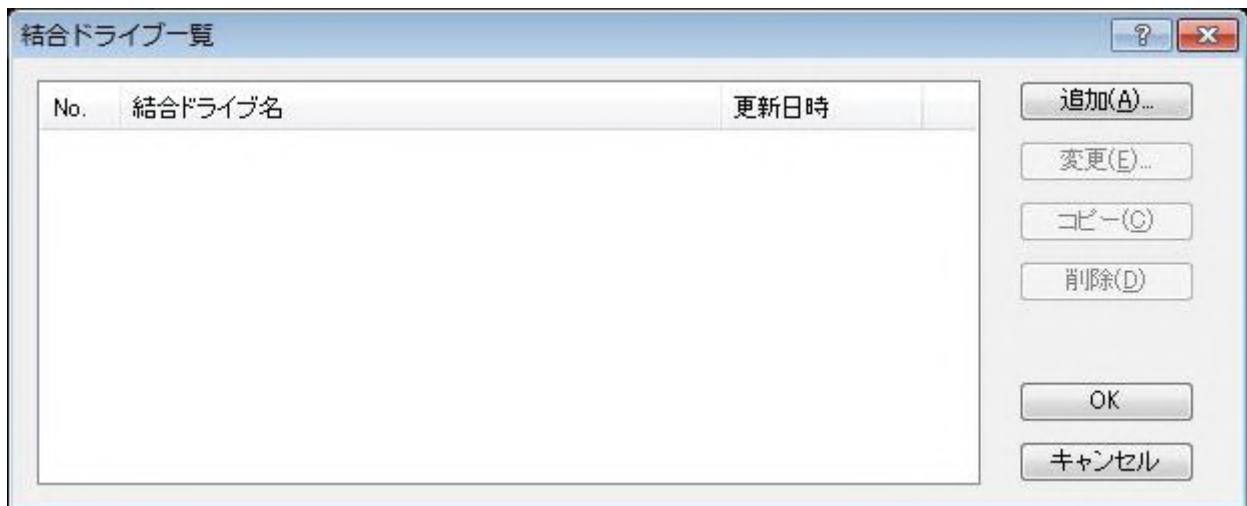 結合ドライブ一覧
No. 結合ドライブ名 更新日時
追加(A)...
変更(E)...
コピー(C)
削除(D)
OK
キャンセル